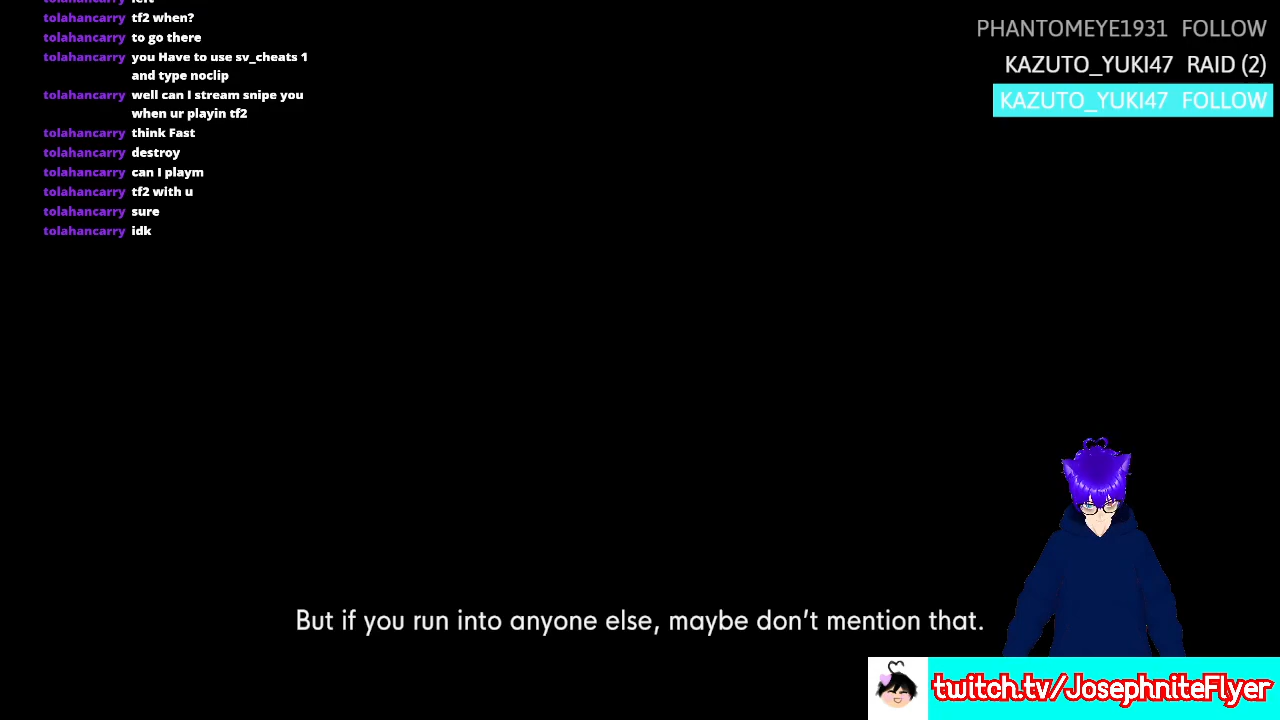 tolahancarry left
tolahancarry tf2 when?
tolahancarry to go there
tolahancarry you Have to use sv_cheats 1
and type noclip
tolahancarry well can I stream snipe you
when ur playin tf2
tolahancarry think Fast
tolahancarry destroy
tolahancarry can I playm
tolahancarry tf2 with u
tolahancarry sure
tolahancarry idk
PHANTOMEYE1931 FOLLOW
KAZUTO_YUKI47 RAID (2)
KAZUTO_YUKI47 FOLLOW
But if you run into anyone else, maybe don't mention that.
twitch.tv/JosephniteFlyer